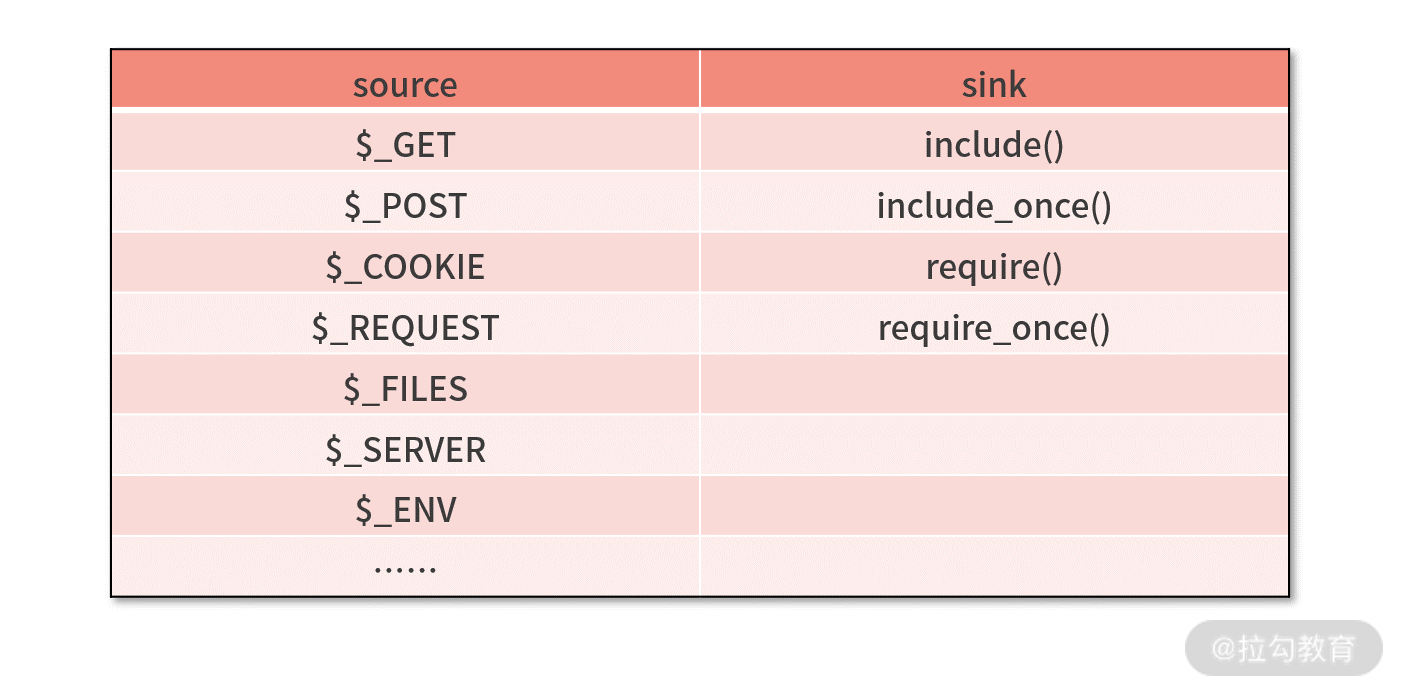 source sink
$_GET include()
$_POST include_once()
$_COOKIE require()
$_REQUEST require_once()
$_FILES
$_SERVER
$_ENV
……
@拉勾教育